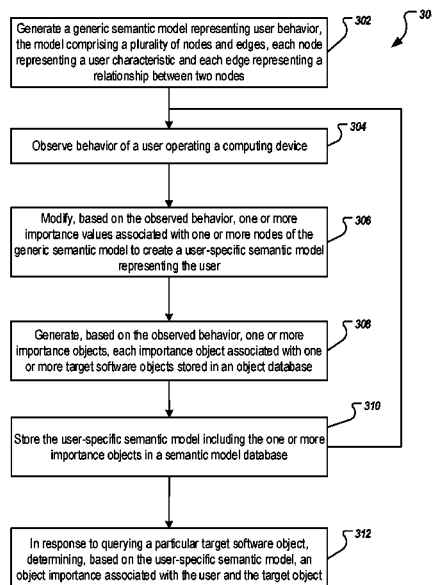 30
302
Generate a generic semantic model representing user behavior,
the model comprising a plurality of nodes and edges, each node
representing a user characteristic and each edge representing a
relationship between two nodes
304
Observe behavior of a user operating a computing device
306
Modify, based on the observed behavior, one or more
importance values associated with one or more nodes of the
generic semantic model to create a user-specific semantic model
representing the user
308
Generate, based on the observed behavior, one or more
importance objects, each importance object associated with one
or more target software objects stored in an object database
310
Store the user-specific semantic model including the one or more
importance objects in a semantic model database
312
In response to querying a particular target software object,
determining, based on the user-specific semantic model, an
object importance associated with the user and the target object